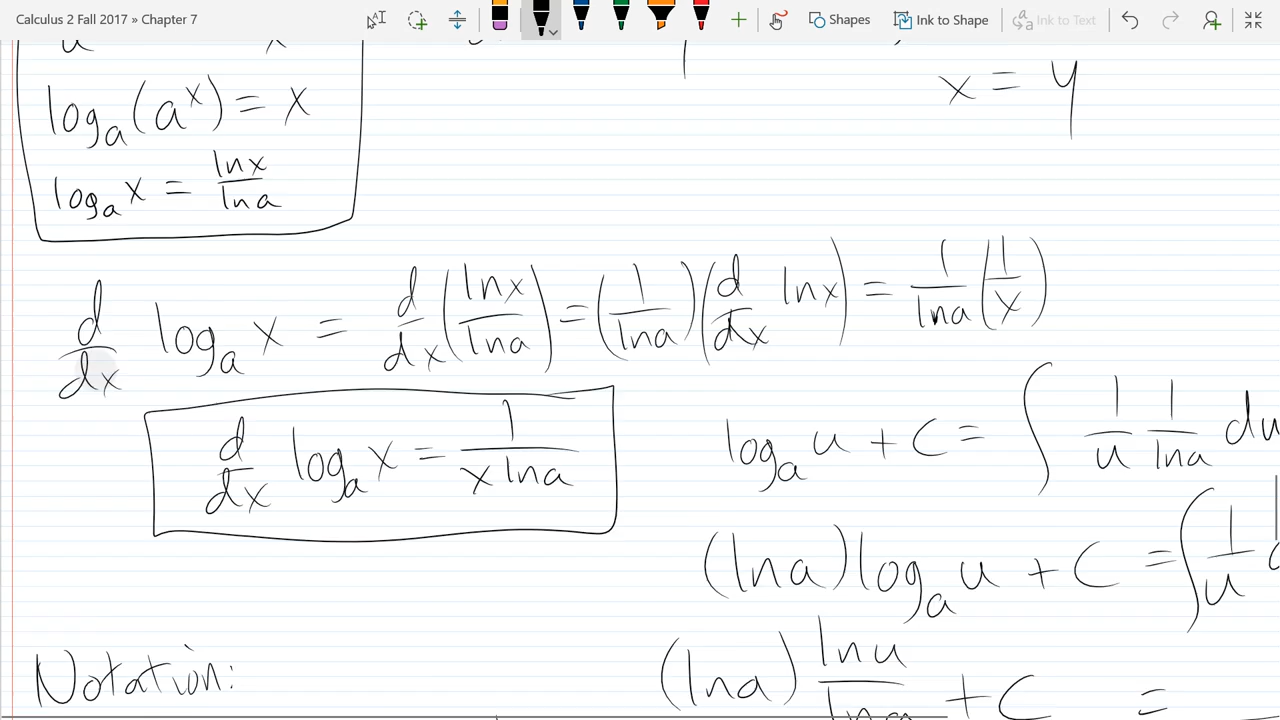 Calculus 2 Fall 2017 » Chapter 7
Shapes
Ink to Shape
Ink to Text
x = y
log_a(a^x) = x
log_a x = ln x / ln a
d/dx log_a x = d/dx (ln x / ln a) = (1 / ln a)(d/dx ln x) = 1 / ln a (1/x)
d/dx log_a x = 1 / (x ln a)
log_a u + C = ∫ 1/u 1/ln a du
(ln a) log_a u + C = ∫ 1/u
Notation:
(ln a) ln u / ln a + C =